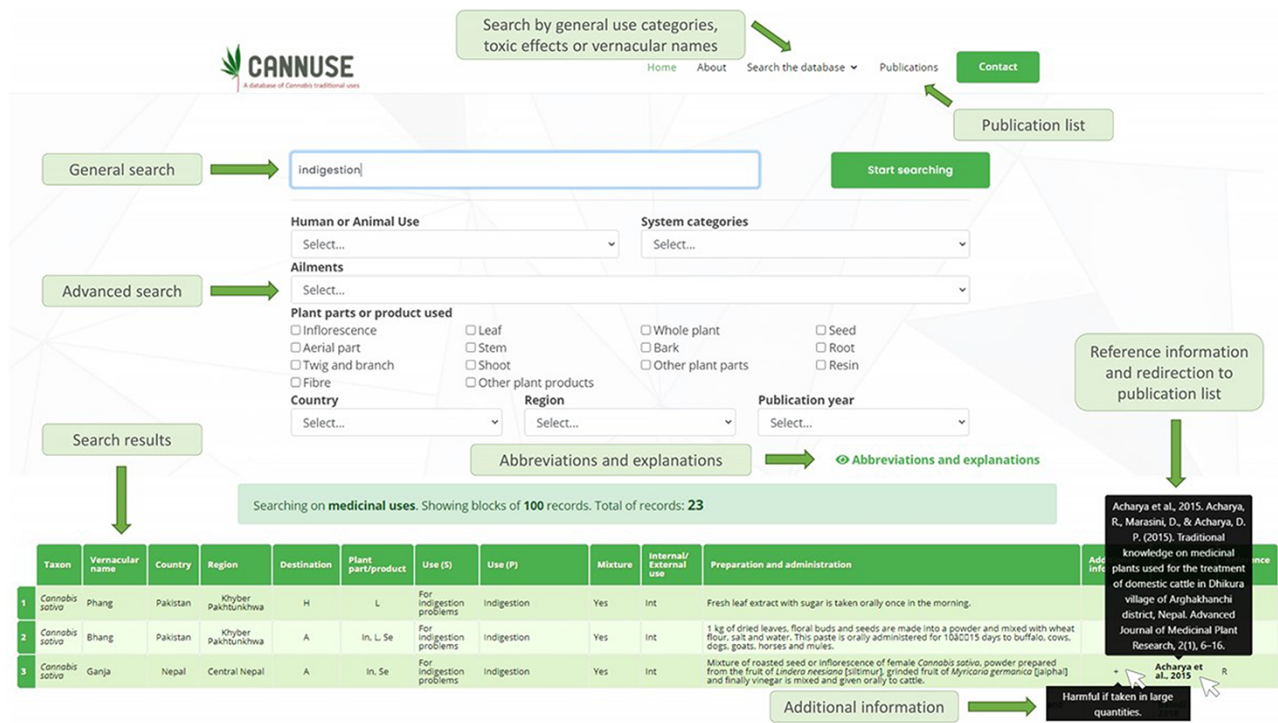 Search by general use categories,
toxic effects or vernacular names
CANNUSE
A database of Cannabis traditional uses
Home About Search the database Publications Contact
Publication list
General search
indigestion
Start searching
Human or Animal Use System categories
Select... Select...
Ailments
Advanced search
Select...
Plant parts or product used
Inflorescence Leaf Whole plant Seed
Aerial part Stem Bark Root
Twig and branch Shoot Other plant parts Resin
Fibre Other plant products
Reference information
and redirection to
publication list
Country Region Publication year
Select... Select... Select...
Search results
Abbreviations and explanations
Abbreviations and explanations
Searching on medicinal uses. Showing blocks of 100 records. Total of records: 23
Acharya et al., 2015. Acharya,
R., Marasini, D., & Acharya, D.
P. (2015). Traditional
knowledge on medicinal
plants used for the treatment
of domestic cattle in Dhikura
village of Arghakhanchi
district, Nepal. Advanced
Journal of Medicinal Plant
Research, 2(1), 6–16.
Taxon
Vernacular
name
Country
Region
Destination
Plant
part/product
Use (S)
Use (P)
Mixture
Internal/
External
use
Preparation and administration
1
Cannabis
sativa
Phang
Pakistan
Khyber
Pakhtunkhwa
H
L
For
indigestion
problems
Indigestion
Yes
Int
Fresh leaf extract with sugar is taken orally once in the morning.
2
Cannabis
sativa
Bhang
Pakistan
Khyber
Pakhtunkhwa
A
In, L, Se
For
indigestion
problems
Indigestion
Yes
Int
1 kg of dried leaves, floral buds and seeds are made into a powder and mixed with wheat
flour, salt and water. This paste is orally administered for days to buffalo, cows,
dogs, goats, horses and mules.
3
Cannabis
sativa
Ganja
Nepal
Central Nepal
A
In, Se
For
indigestion
problems
Indigestion
Yes
Int
Mixture of roasted seed or inflorescence of female Cannabis sativa, powder prepared
from the fruit of Lindera neesiana [siltimur], grinded fruit of Myricaria germanica [jaiphal]
and finally vinegar is mixed and given orally to cattle.
+
Acharya et
al., 2015
R
Harmful if taken in large
quantities.
Additional information